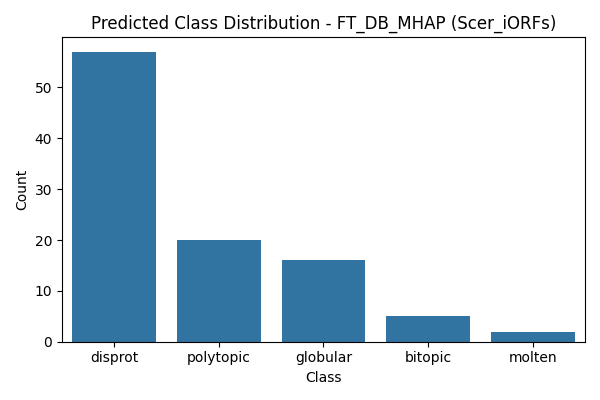 Predicted Class Distribution - FT_DB_MHAP (Scer_iORFs)
Count
50
40
30
20
10
0
disprot polytopic globular bitopic molten
Class